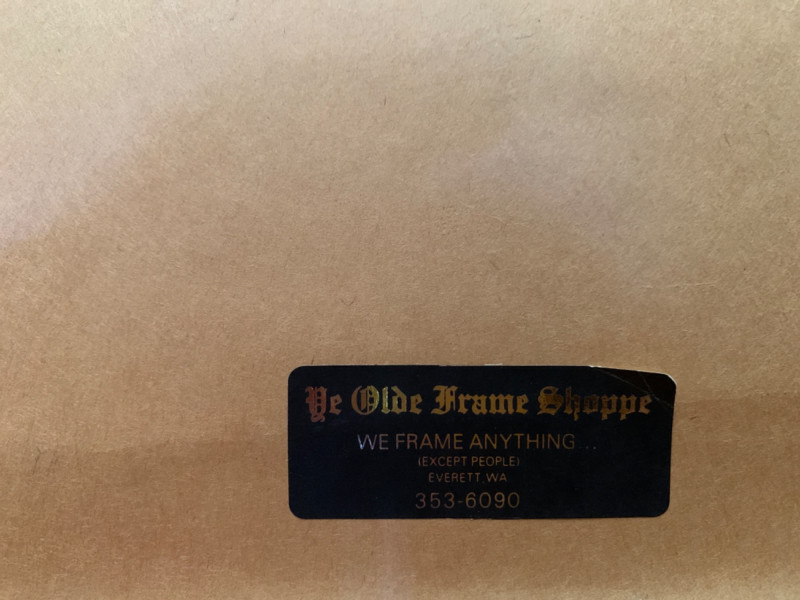 Ye Olde Frame Shoppe
WE FRAME ANYTHING...
(EXCEPT PEOPLE)
EVERETT, WA
353-6090